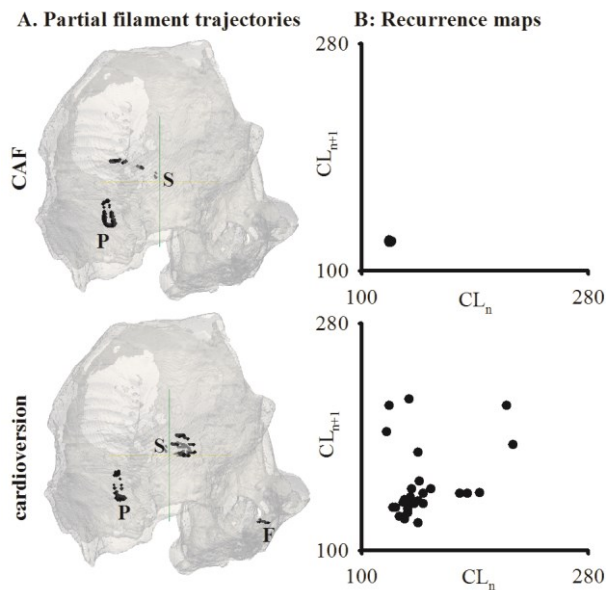 A. Partial filament trajectories
B: Recurrence maps
CAF
S
P
280
CLn+1
100
100
CLn
280
cardioversion
S
P
F
280
CLn+1
100
100
CLn
280